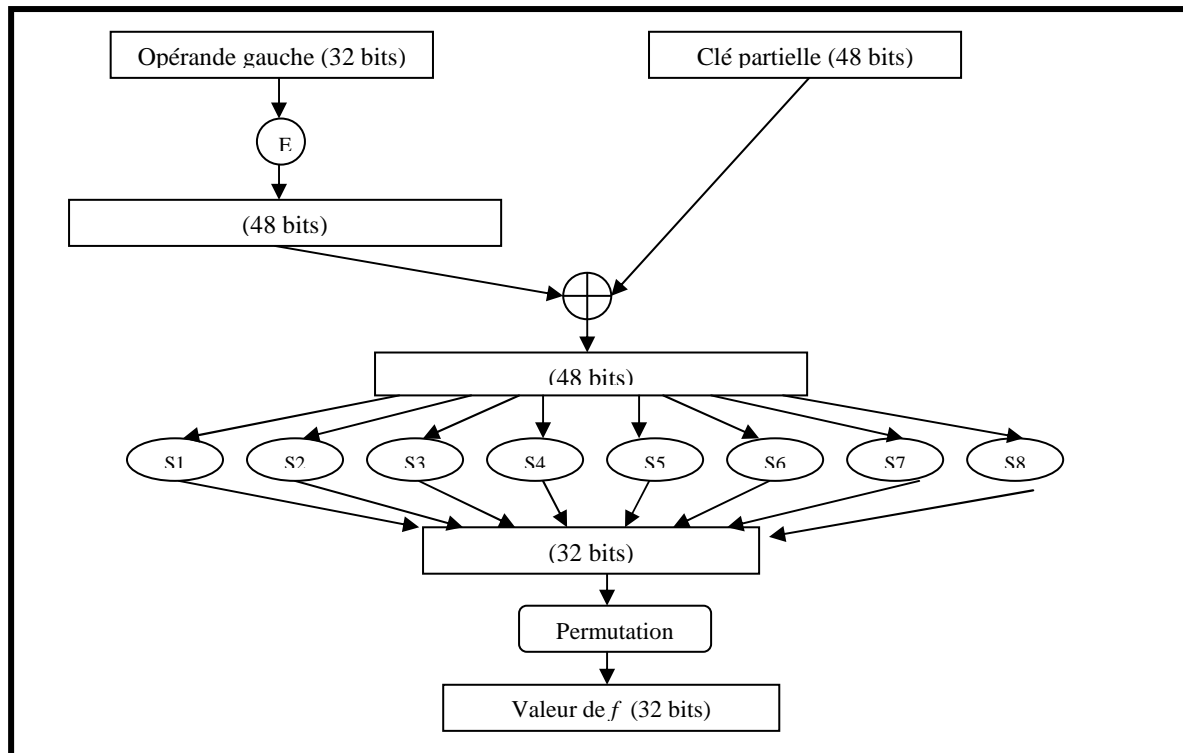 Opérande gauche (32 bits)
Clé partielle (48 bits)
E
(48 bits)
(48 bits)
S1
S2
S3
S4
S5
S6
S7
S8
(32 bits)
Permutation
Valeur de f (32 bits)